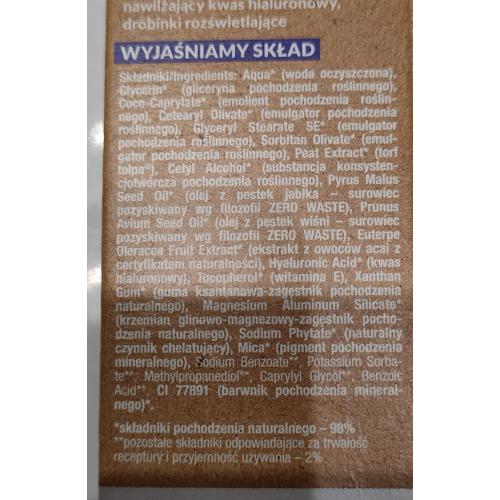 nawilżający kwas hialuronowy,
drobinki rozświetlające
WYJAŚNIAMY SKŁAD
Składniki/Ingredients: Aqua* (woda oczyszczona),
Glycerin* (gliceryna pochodzenia roślinnego),
Coco-Caprylate* (emolient pochodzenia roślin-
nego), Cetearyl Olivate* (emulgator pochodzenia
roślinnego), Glyceryl Stearate SE* (emulgator
pochodzenia roślinnego), Sorbitan Olivate* (emul-
gator pochodzenia roślinnego), Peat Extract* (torf
tołpa®), Cetyl Alcohol* (substancja konsysten-
cjotwórcza pochodzenia roślinnego), Pyrus Malus
Seed Oil* (olej z pestek jabłka – surowiec
pozyskiwany wg filozofii ZERO WASTE), Prunus
Avium Seed Oil* (olej z pestek wiśni – surowiec
pozyskiwany wg filozofii ZERO WASTE), Euterpe
Oleracea Fruit Extract* (ekstrakt z owoców acai z
certyfikatem naturalności), Hyaluronic Acid* (kwas
hialuronowy), Tocopherol* (witamina E), Xanthan
Gum* (guma ksantanowa-zagęstnik pochodzenia
naturalnego), Magnesium Aluminum Silicate*
(krzemian glinowo-magnezowy-zagęstnik pocho-
dzenia naturalnego), Sodium Phytate* (naturalny
czynnik chelatujący), Mica* (pigment pochodzenia
mineralnego), Sodium Benzoate**, Potassium Sorba-
te**, Methylpropanediol**, Caprylyl Glycol**, Benzoic
Acid**, CI 77891 (barwnik pochodzenia mineral-
nego)*.
*składniki pochodzenia naturalnego – 98%
**pozostałe składniki odpowiadające za trwałość
receptury i przyjemność używania – 2%